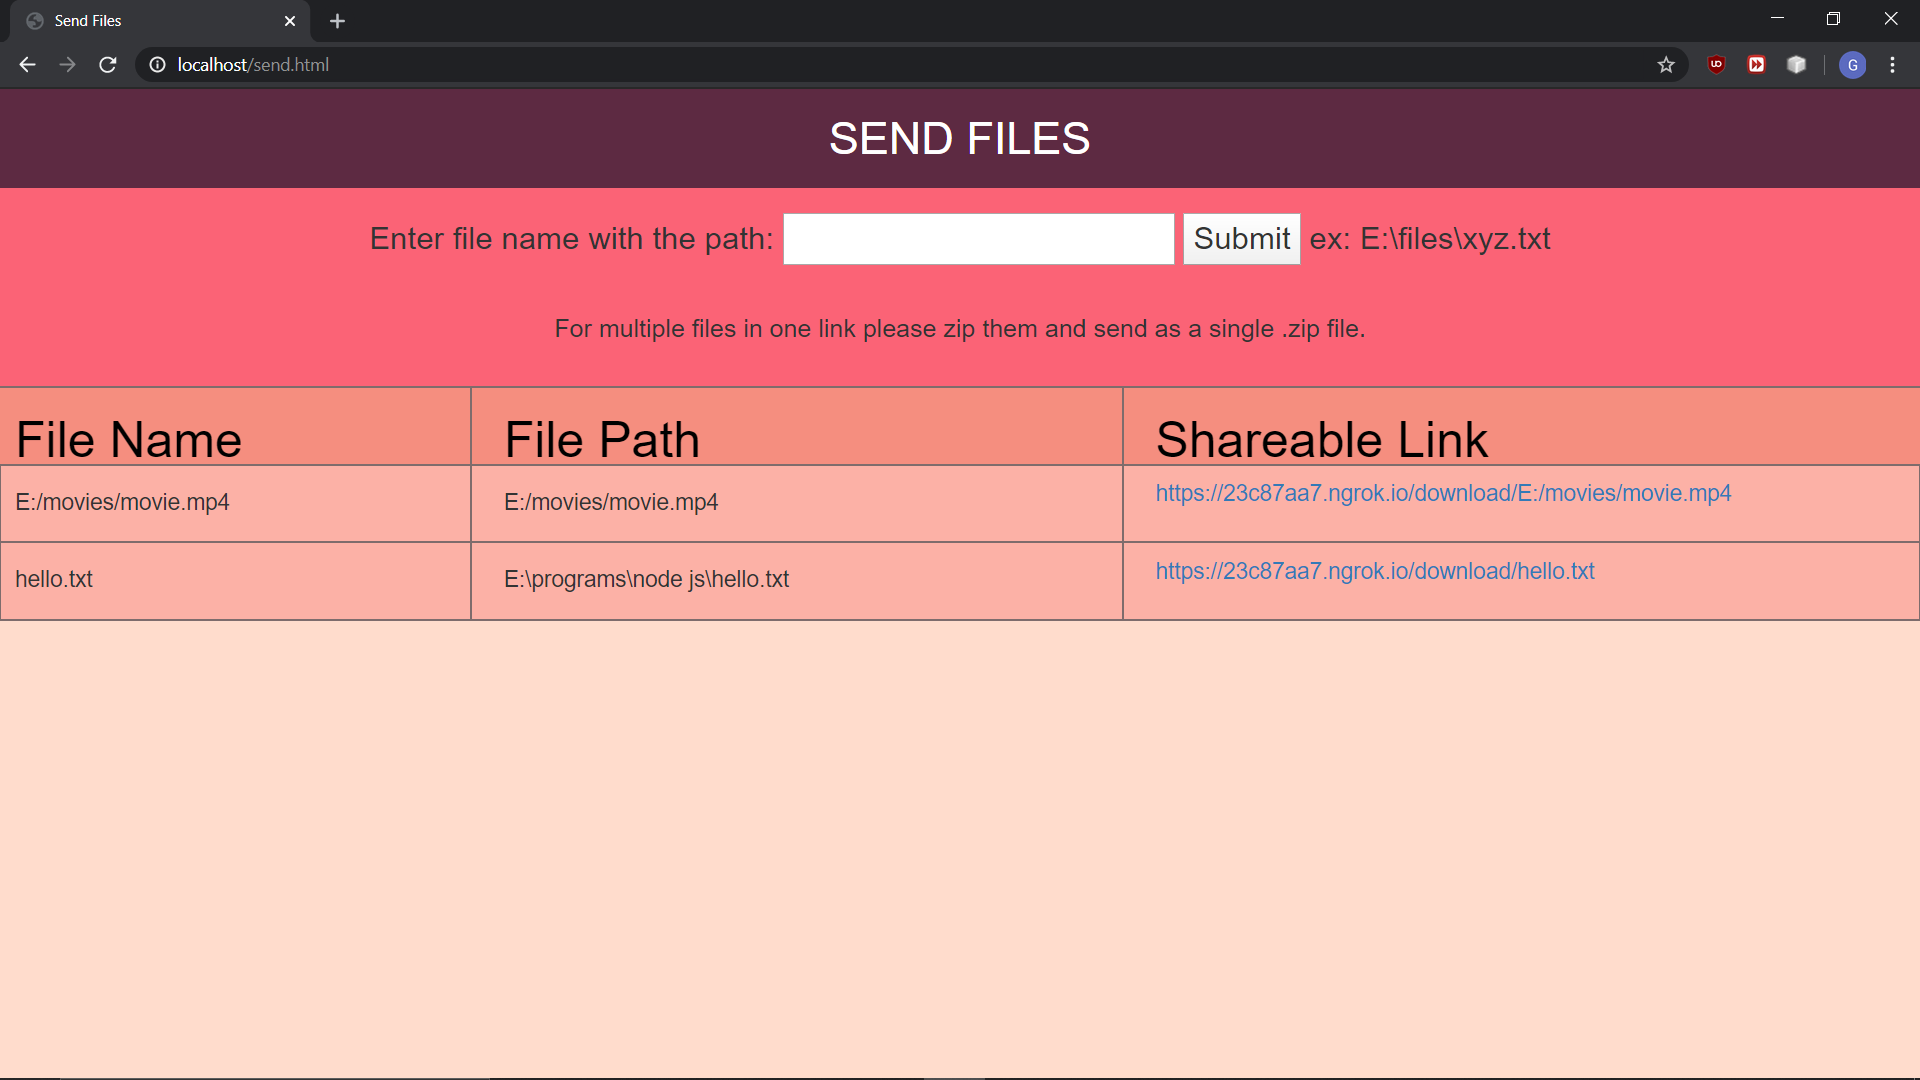 Send Files
localhost/send.html
G
SEND FILES
Enter file name with the path: Submit ex: E:\files\xyz.txt
For multiple files in one link please zip them and send as a single .zip file.
File Name File Path Shareable Link
E:/movies/movie.mp4 E:/movies/movie.mp4 https://23c87aa7.ngrok.io/download/E:/movies/movie.mp4
hello.txt E:\programs\node js\hello.txt https://23c87aa7.ngrok.io/download/hello.txt